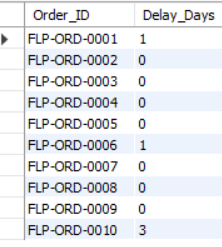 Order_ID Delay_Days
FLP-ORD-0001 1
FLP-ORD-0002 0
FLP-ORD-0003 0
FLP-ORD-0004 0
FLP-ORD-0005 0
FLP-ORD-0006 1
FLP-ORD-0007 0
FLP-ORD-0008 0
FLP-ORD-0009 0
FLP-ORD-0010 3